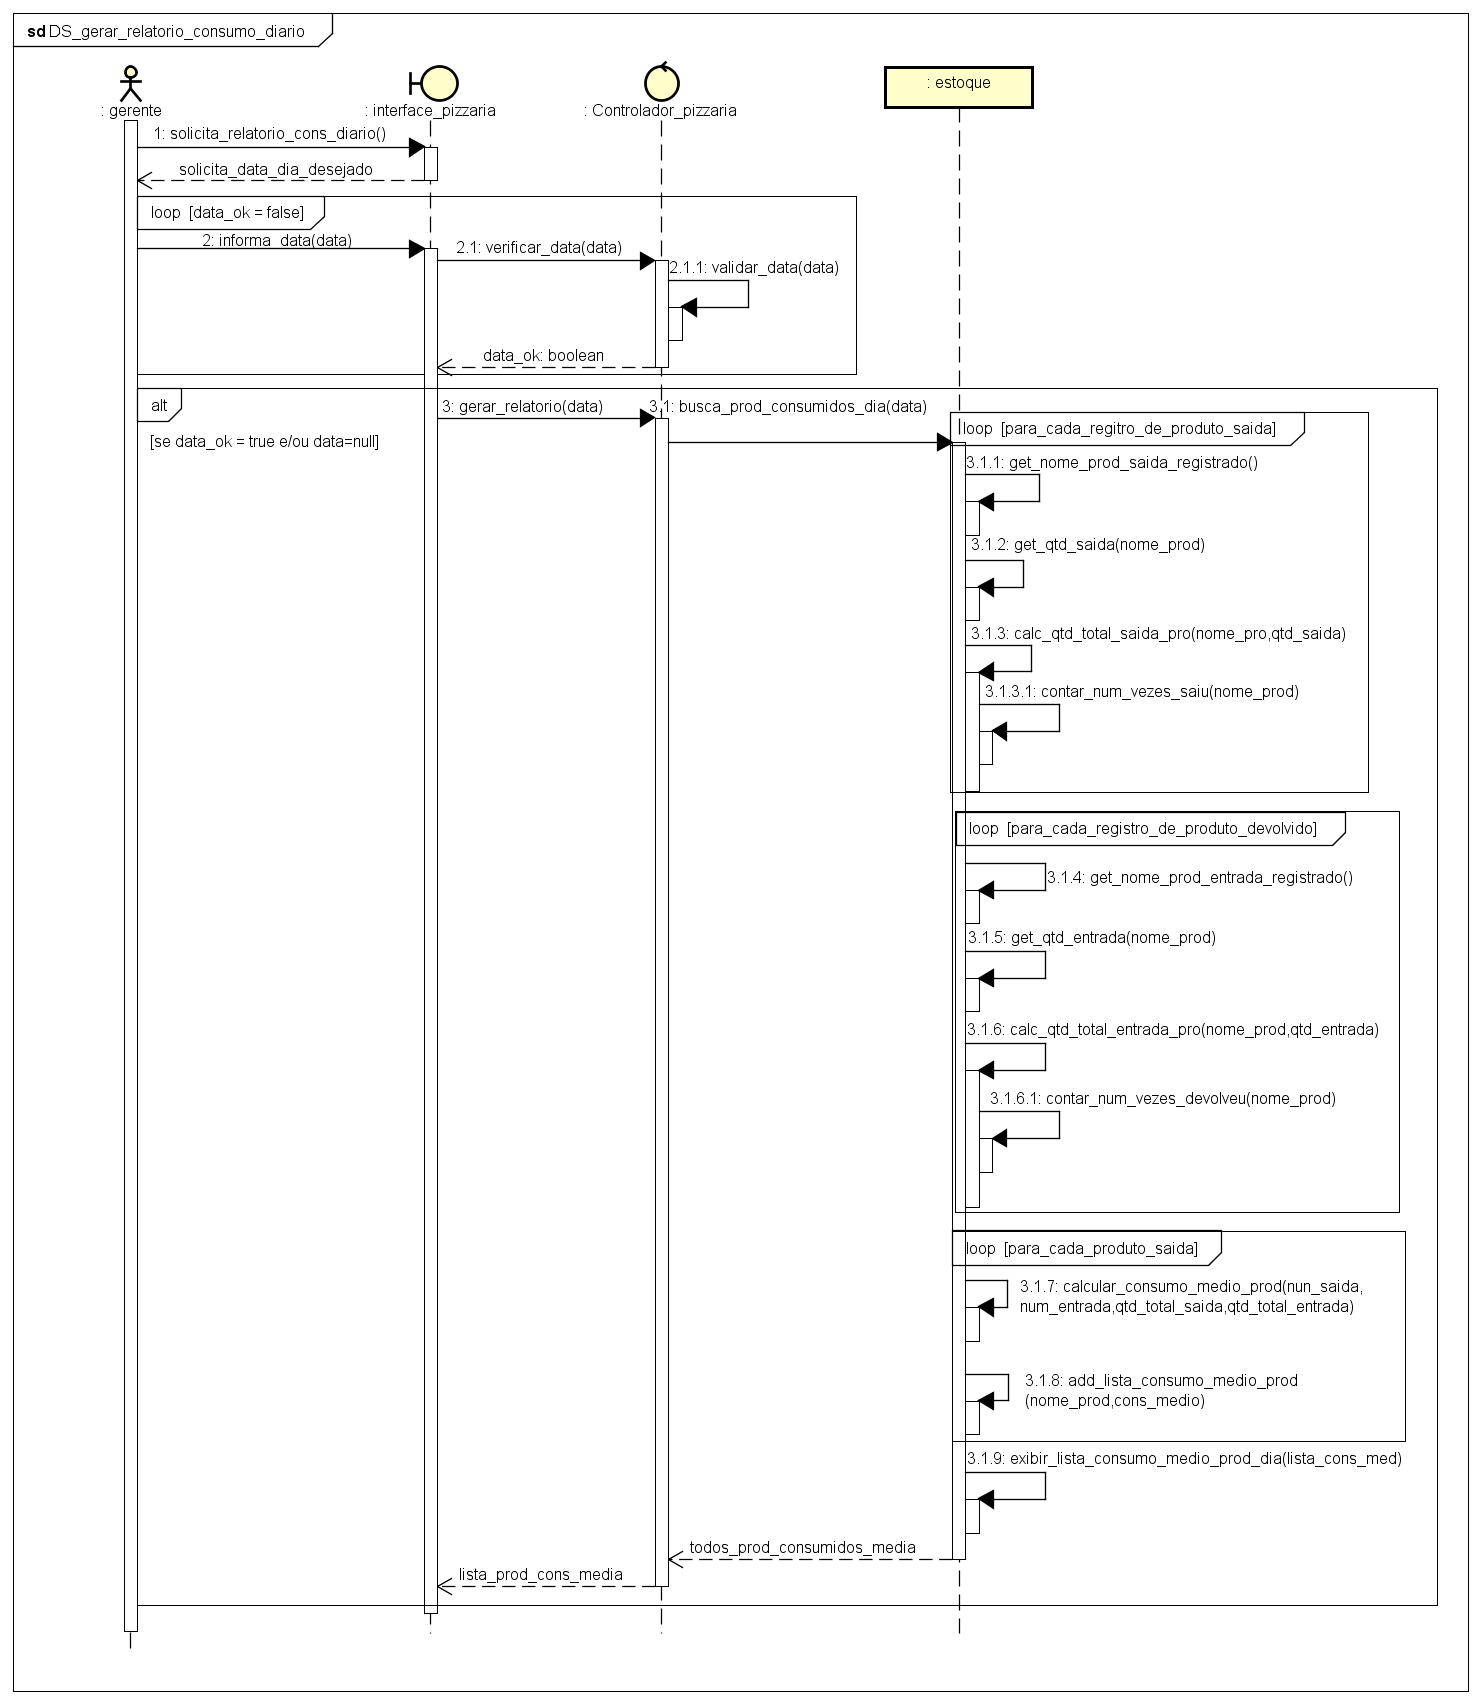 sd DS_gerar_relatorio_consumo_diario
: gerente
: interface_pizzaria
: Controlador_pizzaria
: estoque
1: solicita_relatorio_cons_diario()
solicita_data_dia_desejado
loop [data_ok = false]
2: informa_data(data)
2.1: verificar_data(data)
2.1.1: validar_data(data)
data_ok: boolean
alt
[se data_ok = true e/ou data=null]
3: gerar_relatorio(data)
3.1: busca_prod_consumidos_dia(data)
loop [para_cada_regitro_de_produto_saida]
3.1.1: get_nome_prod_saida_registrado()
3.1.2: get_qtd_saida(nome_prod)
3.1.3: calc_qtd_total_saida_pro(nome_pro,qtd_saida)
3.1.3.1: contar_num_vezes_saiu(nome_prod)
loop [para_cada_registro_de_produto_devolvido]
3.1.4: get_nome_prod_entrada_registrado()
3.1.5: get_qtd_entrada(nome_prod)
3.1.6: calc_qtd_total_entrada_pro(nome_prod,qtd_entrada)
3.1.6.1: contar_num_vezes_devolveu(nome_prod)
loop [para_cada_produto_saida]
3.1.7: calcular_consumo_medio_prod(nun_saida,
num_entrada,qtd_total_saida,qtd_total_entrada)
3.1.8: add_lista_consumo_medio_prod
(nome_prod,cons_medio)
3.1.9: exibir_lista_consumo_medio_prod_dia(lista_cons_med)
todos_prod_consumidos_media
lista_prod_cons_media